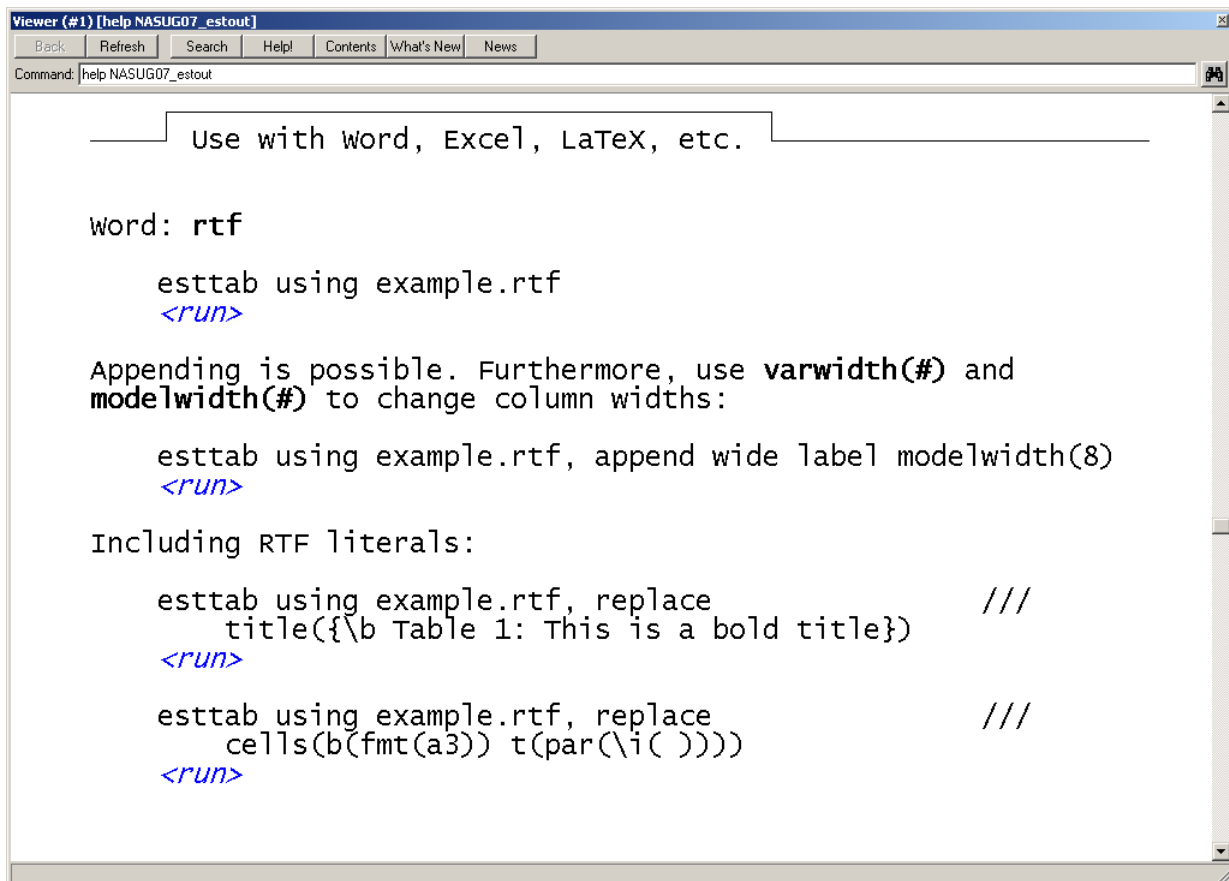 Viewer (#1) [help NASUG07_estout]
Back Refresh Search Help! Contents What's New News
Command: help NASUG07_estout
Use with Word, Excel, LaTeX, etc.
Word: rtf
esttab using example.rtf
<run>
Appending is possible. Furthermore, use varwidth(#) and
modelwidth(#) to change column widths:
esttab using example.rtf, append wide label modelwidth(8)
<run>
Including RTF literals:
esttab using example.rtf, replace ///
title({\b Table 1: This is a bold title})
<run>
esttab using example.rtf, replace ///
cells(b(fmt(a3)) t(par(\i( ))))
<run>